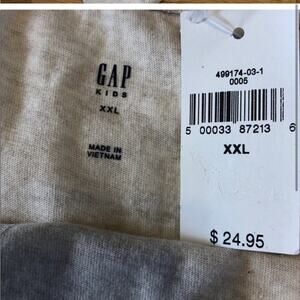 GAP
KIDS
XXL
MADE IN
VIETNAM
499174-03-1
0005
5 00033 87213 6
XXL
$ 24.95